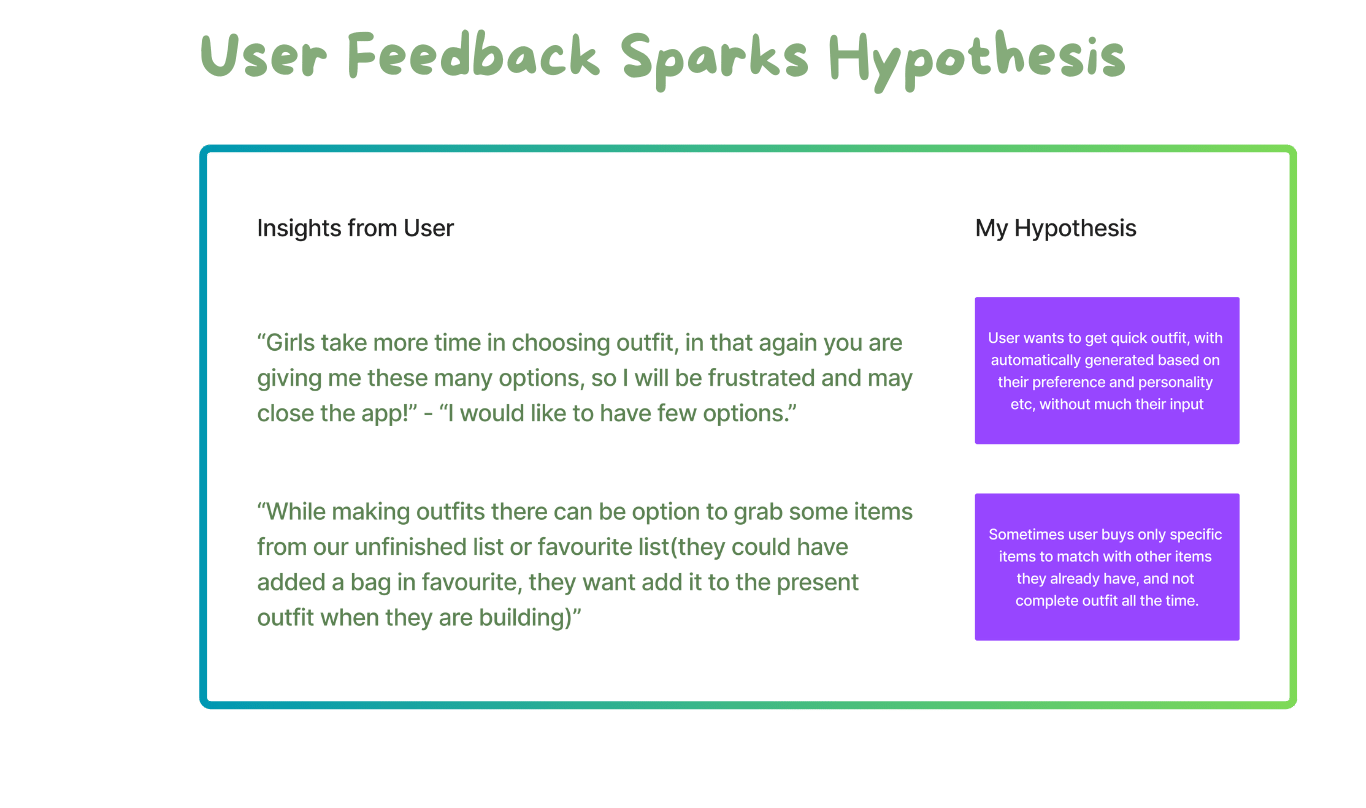 User Feedback Sparks Hypothesis
Insights from User
My Hypothesis
“Girls take more time in choosing outfit, in that again you are
giving me these many options, so I will be frustrated and may
close the app!” - “I would like to have few options.”
User wants to get quick outfit, with
automatically generated based on
their preference and personality
etc, without much their input
“While making outfits there can be option to grab some items
from our unfinished list or favourite list(they could have
added a bag in favourite, they want add it to the present
outfit when they are building)”
Sometimes user buys only specific
items to match with other items
they already have, and not
complete outfit all the time.